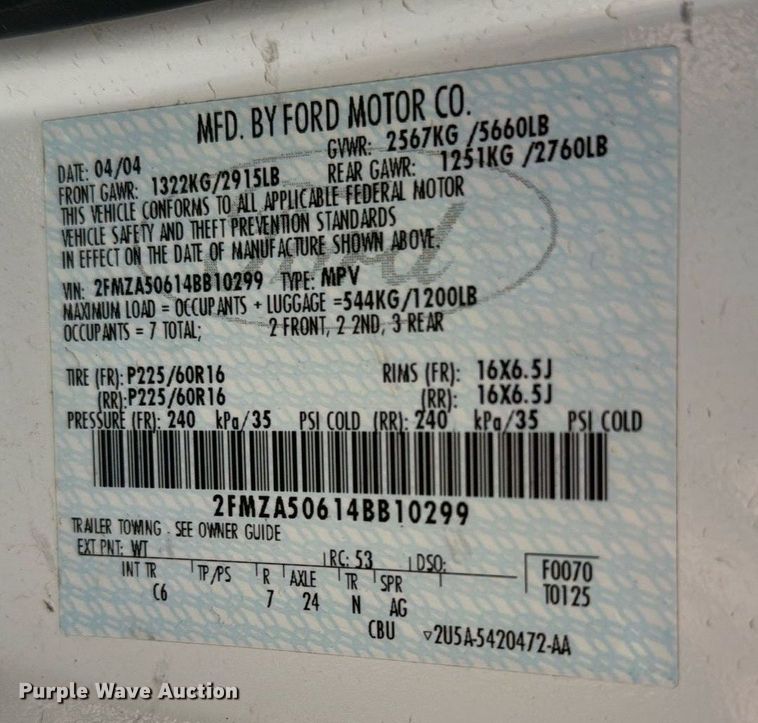 MFD. BY FORD MOTOR CO.
DATE: 04/04 GVWR: 2567KG /5660LB
FRONT GAWR: 1322KG/2915LB REAR GAWR: 1251KG /2760LB
THIS VEHICLE CONFORMS TO ALL APPLICABLE FEDERAL MOTOR
VEHICLE SAFETY AND THEFT PREVENTION STANDARDS
IN EFFECT ON THE DATE OF MANUFACTURE SHOWN ABOVE.
Ford
VIN: 2FMZA50614BB10299 TYPE: MPV
MAXIMUM LOAD = OCCUPANTS + LUGGAGE =544KG/1200LB
OCCUPANTS = 7 TOTAL; 2 FRONT, 2 2ND, 3 REAR
TIRE (FR): P225/60R16 RIMS (FR): 16X6.5J
(RR): P225/60R16 (RR): 16X6.5J
PRESSURE (FR): 240 kPa/35 PSI COLD (RR): 240 kPa/35 PSI COLD
2FMZA50614BB10299
TRAILER TOWING - SEE OWNER GUIDE
EXT PNT: WT RC: 53 DSO: F0070
INT TR TP/PS R AXLE TR SPR T0125
C6 7 24 N AG
CBU ▽2U5A-5420472-AA
Purple Wave Auction